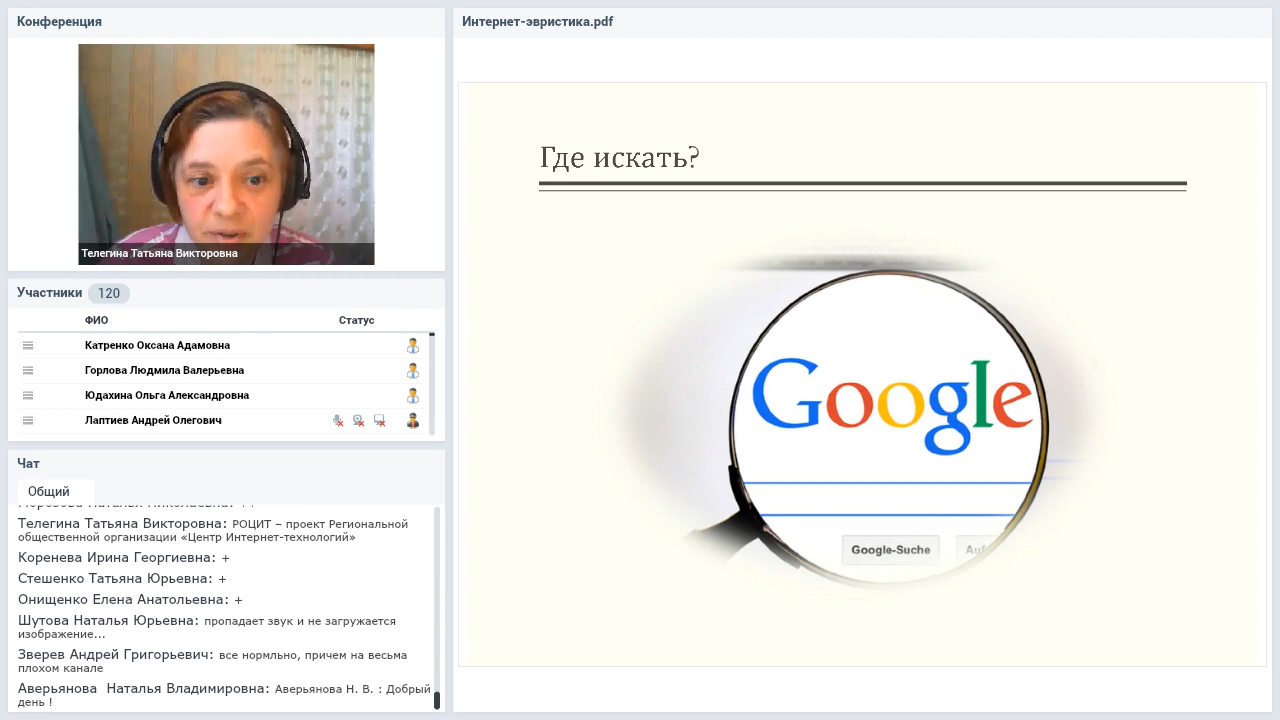 Конференция
Телегина Татьяна Викторовна
Участники 120
ФИО Статус
Катренко Оксана Адамовна
Горлова Людмила Валерьевна
Юдахина Ольга Александровна
Лаптиев Андрей Олегович
Чат
Общий
Телегина Татьяна Викторовна: РОЦИТ – проект Региональной
общественной организации «Центр Интернет-технологий»
Коренева Ирина Георгиевна: +
Стешенко Татьяна Юрьевна: +
Онищенко Елена Анатольевна: +
Шутова Наталья Юрьевна: пропадает звук и не загружается
изображение...
Зверев Андрей Григорьевич: все нормльно, причем на весьма
плохом канале
Аверьянова Наталья Владимировна: Аверьянова Н. В. : Добрый
день !
Интернет-эвристика.pdf
Где искать?
Google
Google-Suche